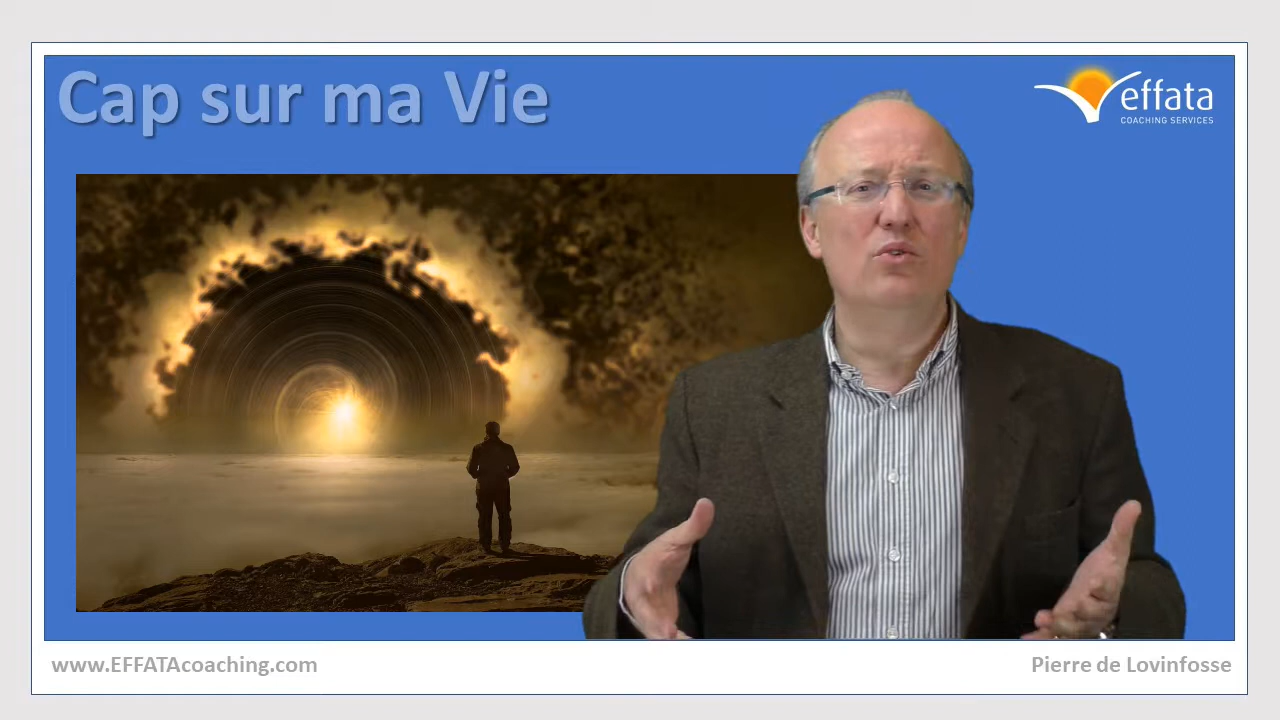 Cap sur ma Vie
effata
COACHING SERVICES
www.EFFATAcoaching.com
Pierre de Lovinfosse